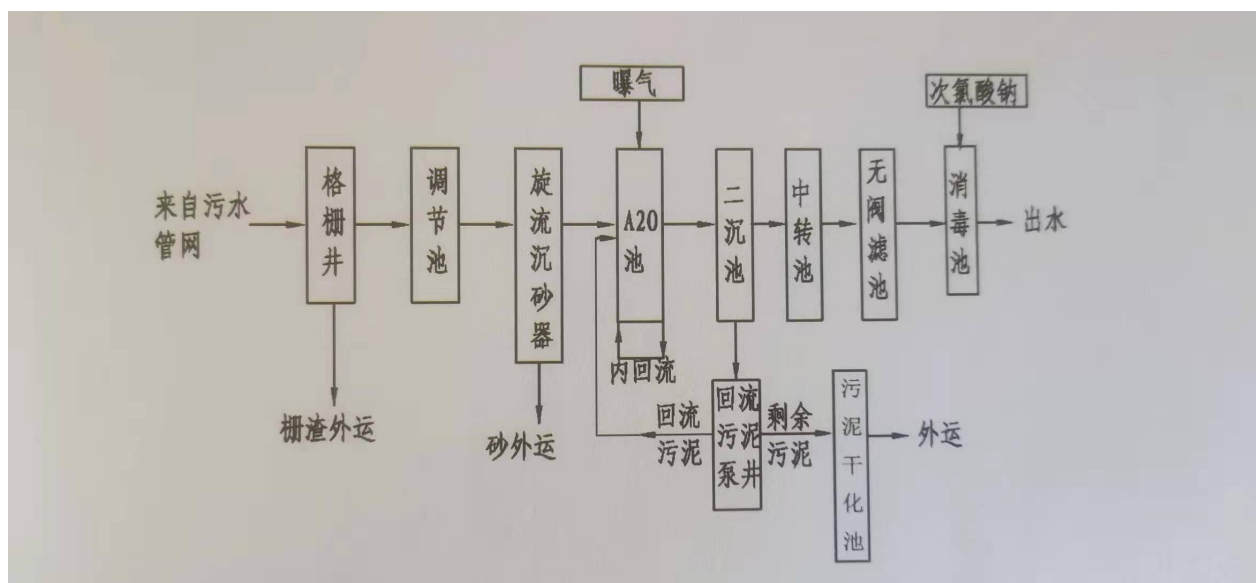 曝气
次氯酸钠
来自污水
管网
格栅井
调节池
旋流沉砂器
A2O
池
二沉池
中转池
无阀滤池
消毒池
出水
内回流
栅渣外运
砂外运
回流
污泥
回流
污泥
泵井
剩余
污泥
污泥干化池
外运